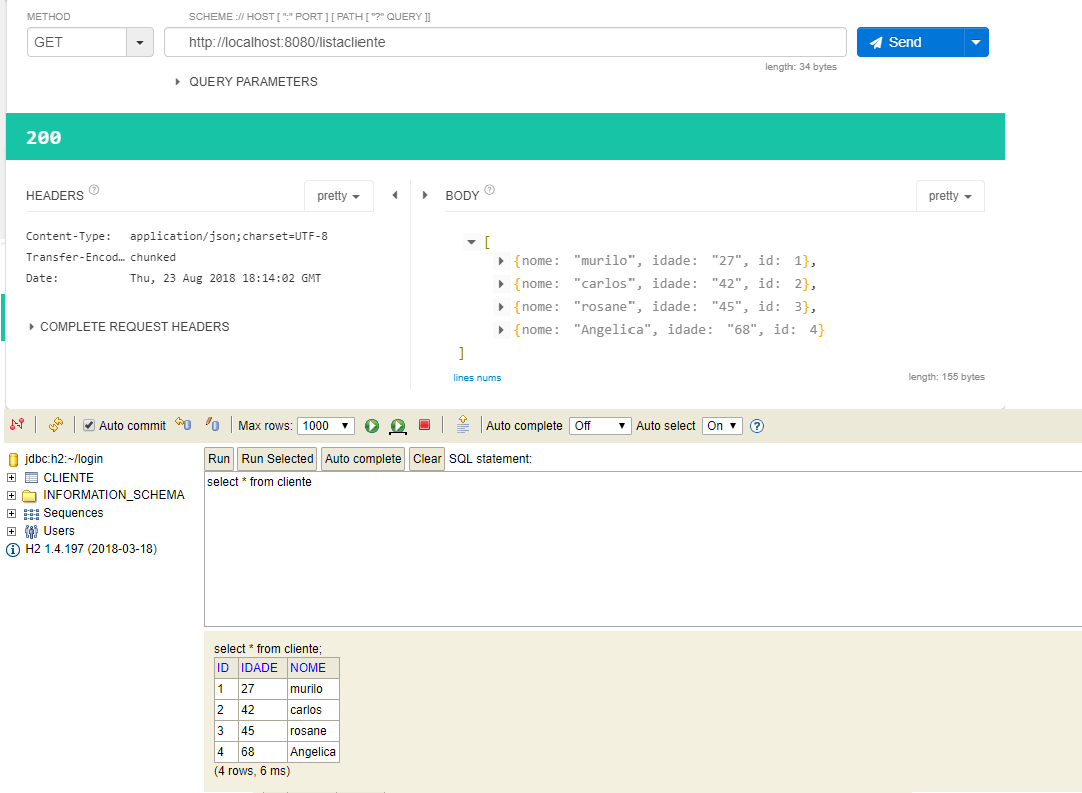 METHOD
SCHEME :// HOST [ ":" PORT ] [ PATH [ "?" QUERY ]]
GET
http://localhost:8080/listacliente
Send
length: 34 bytes
QUERY PARAMETERS
200
HEADERS ?
pretty
BODY ?
pretty
Content-Type: application/json;charset=UTF-8
Transfer-Encod… chunked
Date: Thu, 23 Aug 2018 18:14:02 GMT
COMPLETE REQUEST HEADERS
[
{nome: "murilo", idade: "27", id: 1},
{nome: "carlos", idade: "42", id: 2},
{nome: "rosane", idade: "45", id: 3},
{nome: "Angelica", idade: "68", id: 4}
]
lines nums
length: 155 bytes
Auto commit
Max rows: 1000
Auto complete Off
Auto select On ?
jdbc:h2:~/login
CLIENTE
INFORMATION_SCHEMA
Sequences
Users
H2 1.4.197 (2018-03-18)
Run Run Selected Auto complete Clear SQL statement:
select * from cliente
select * from cliente;
ID IDADE NOME
1 27 murilo
2 42 carlos
3 45 rosane
4 68 Angelica
(4 rows, 6 ms)